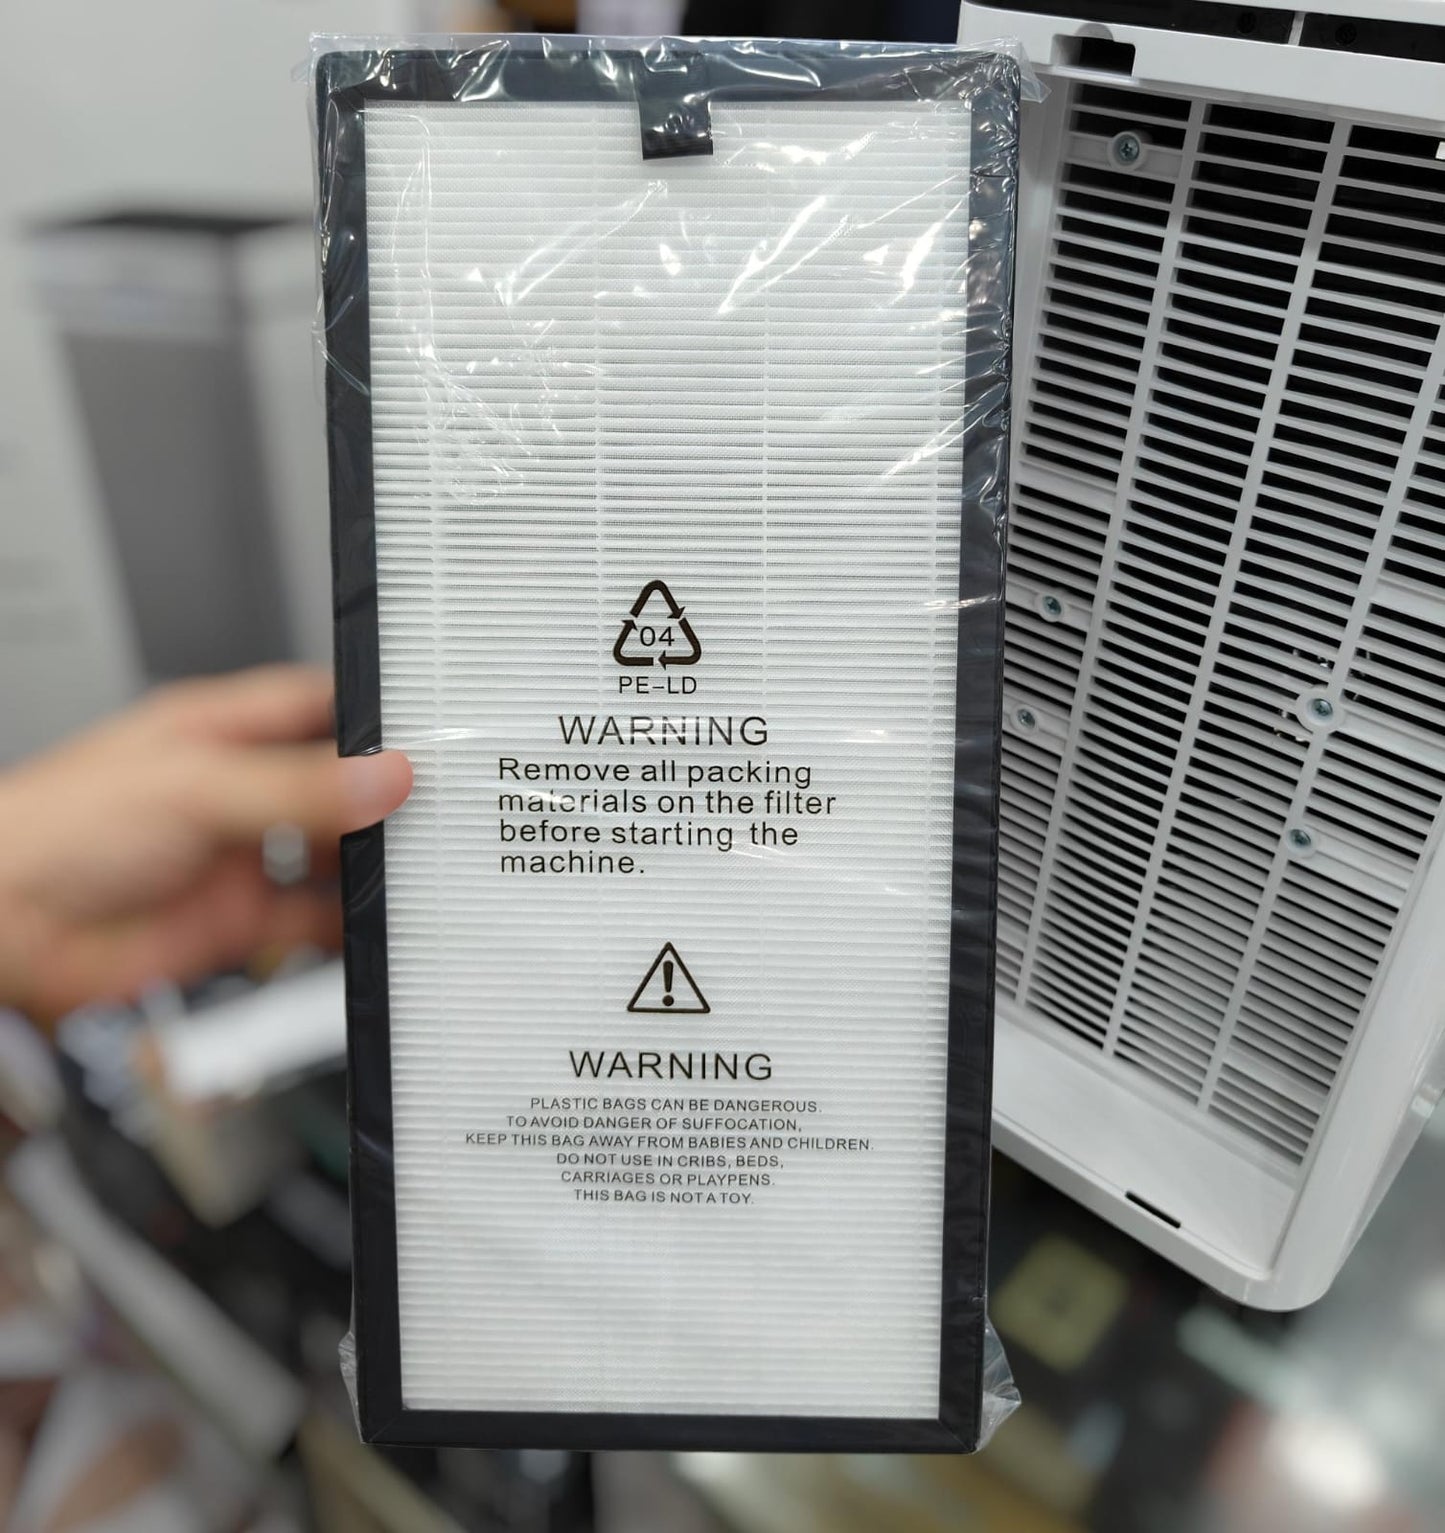 04
PE-LD
WARNING
Remove all packing
materials on the filter
before starting the
machine.
WARNING
PLASTIC BAGS CAN BE DANGEROUS.
TO AVOID DANGER OF SUFFOCATION,
KEEP THIS BAG AWAY FROM BABIES AND CHILDREN.
DO NOT USE IN CRIBS, BEDS,
CARRIAGES OR PLAYPENS.
THIS BAG IS NOT A TOY.